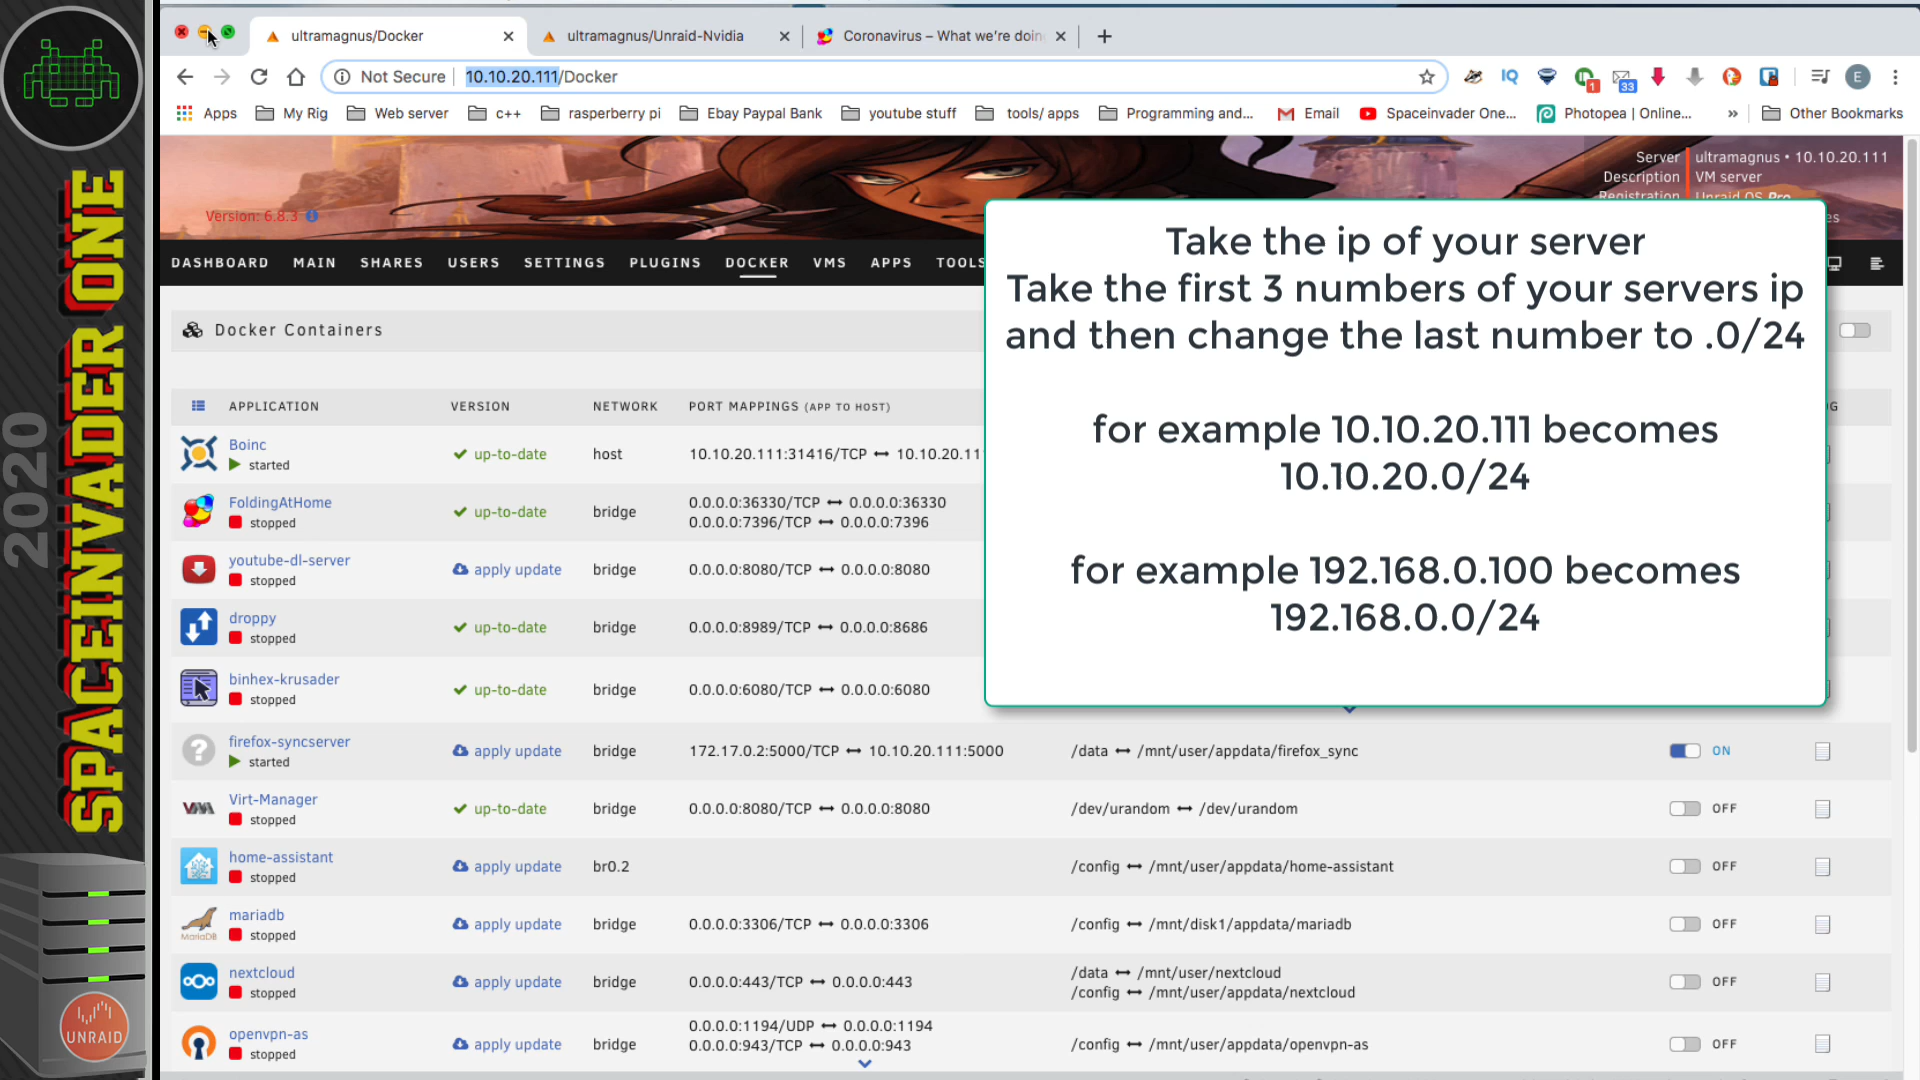 ultramagnus/Docker
ultramagnus/Unraid-Nvidia
Coronavirus – What we're doin
Not Secure
10.10.20.111/Docker
IQ
1
33
E
Apps
My Rig
Web server
c++
rasperberry pi
Ebay Paypal Bank
youtube stuff
tools/ apps
Programming and...
Email
Spaceinvader One...
Photopea | Online...
»
Other Bookmarks
Server
ultramagnus • 10.10.20.111
Description
VM server
Registration
Unraid OS Pro
Version: 6.8.3
es
DASHBOARD
MAIN
SHARES
USERS
SETTINGS
PLUGINS
DOCKER
VMS
APPS
TOOLS
Take the ip of your server
Take the first 3 numbers of your servers ip
and then change the last number to .0/24
for example 10.10.20.111 becomes
10.10.20.0/24
for example 192.168.0.100 becomes
192.168.0.0/24
Docker Containers
APPLICATION
VERSION
NETWORK
PORT MAPPINGS (APP TO HOST)
G
Boinc
started
up-to-date
host
10.10.20.111:31416/TCP ↔ 10.10.20.11
FoldingAtHome
stopped
up-to-date
bridge
0.0.0.0:36330/TCP ↔ 0.0.0.0:36330
0.0.0.0:7396/TCP ↔ 0.0.0.0:7396
youtube-dl-server
stopped
apply update
bridge
0.0.0.0:8080/TCP ↔ 0.0.0.0:8080
droppy
stopped
up-to-date
bridge
0.0.0.0:8989/TCP ↔ 0.0.0.0:8686
binhex-krusader
stopped
up-to-date
bridge
0.0.0.0:6080/TCP ↔ 0.0.0.0:6080
firefox-syncserver
started
apply update
bridge
172.17.0.2:5000/TCP ↔ 10.10.20.111:5000
/data ↔ /mnt/user/appdata/firefox_sync
ON
Virt-Manager
stopped
up-to-date
bridge
0.0.0.0:8080/TCP ↔ 0.0.0.0:8080
/dev/urandom ↔ /dev/urandom
OFF
home-assistant
stopped
apply update
br0.2
/config ↔ /mnt/user/appdata/home-assistant
OFF
MariaDB
mariadb
stopped
apply update
bridge
0.0.0.0:3306/TCP ↔ 0.0.0.0:3306
/config ↔ /mnt/disk1/appdata/mariadb
OFF
nextcloud
stopped
apply update
bridge
0.0.0.0:443/TCP ↔ 0.0.0.0:443
/data ↔ /mnt/user/nextcloud
/config ↔ /mnt/user/appdata/nextcloud
OFF
openvpn-as
stopped
apply update
bridge
0.0.0.0:1194/UDP ↔ 0.0.0.0:1194
0.0.0.0:943/TCP ↔ 0.0.0.0:943
/config ↔ /mnt/user/appdata/openvpn-as
OFF
2020
SPACEINVADER ONE
UNRAID